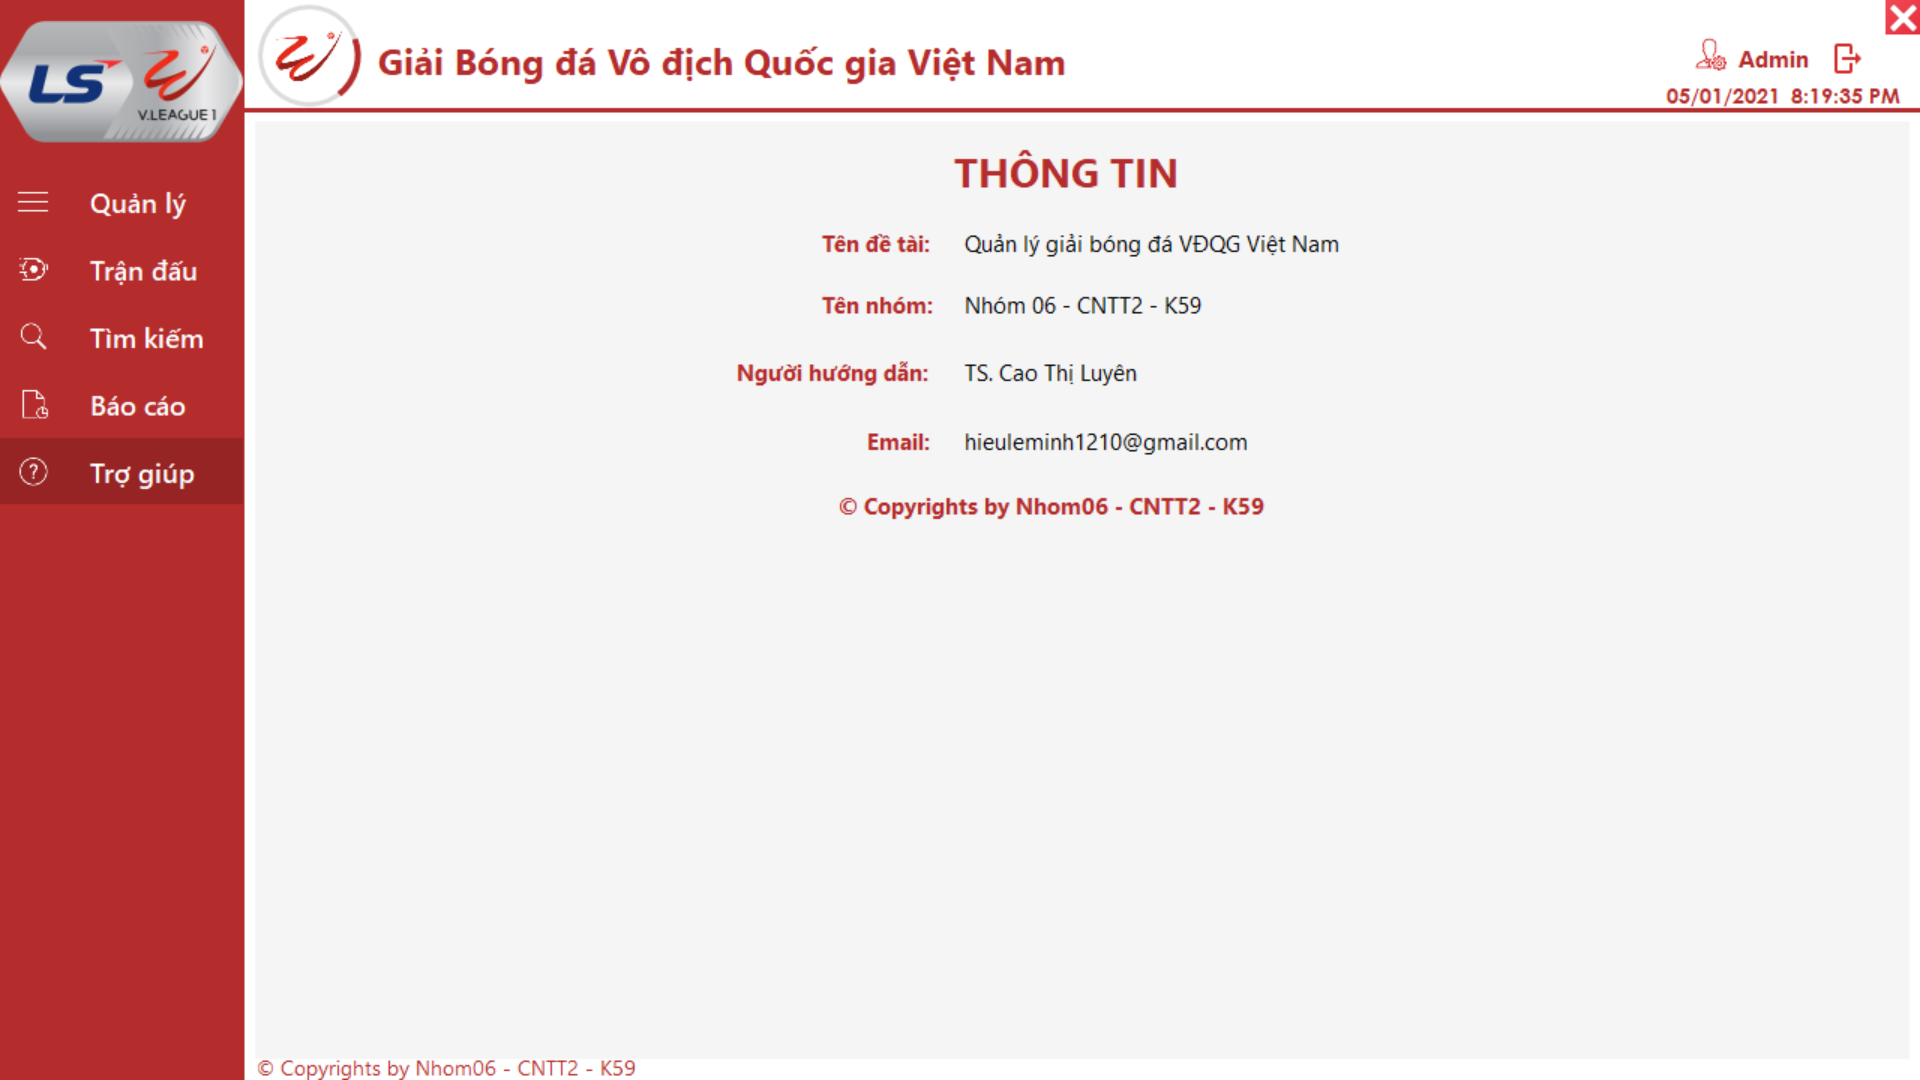 LS
V.LEAGUE 1
Giải Bóng đá Vô địch Quốc gia Việt Nam
Admin
05/01/2021 8:19:35 PM
Quản lý
Trận đấu
Tìm kiếm
Báo cáo
Trợ giúp
THÔNG TIN
Tên đề tài: Quản lý giải bóng đá VĐQG Việt Nam
Tên nhóm: Nhóm 06 - CNTT2 - K59
Người hướng dẫn: TS. Cao Thị Luyên
Email: hieuleminh1210@gmail.com
© Copyrights by Nhom06 - CNTT2 - K59
© Copyrights by Nhom06 - CNTT2 - K59